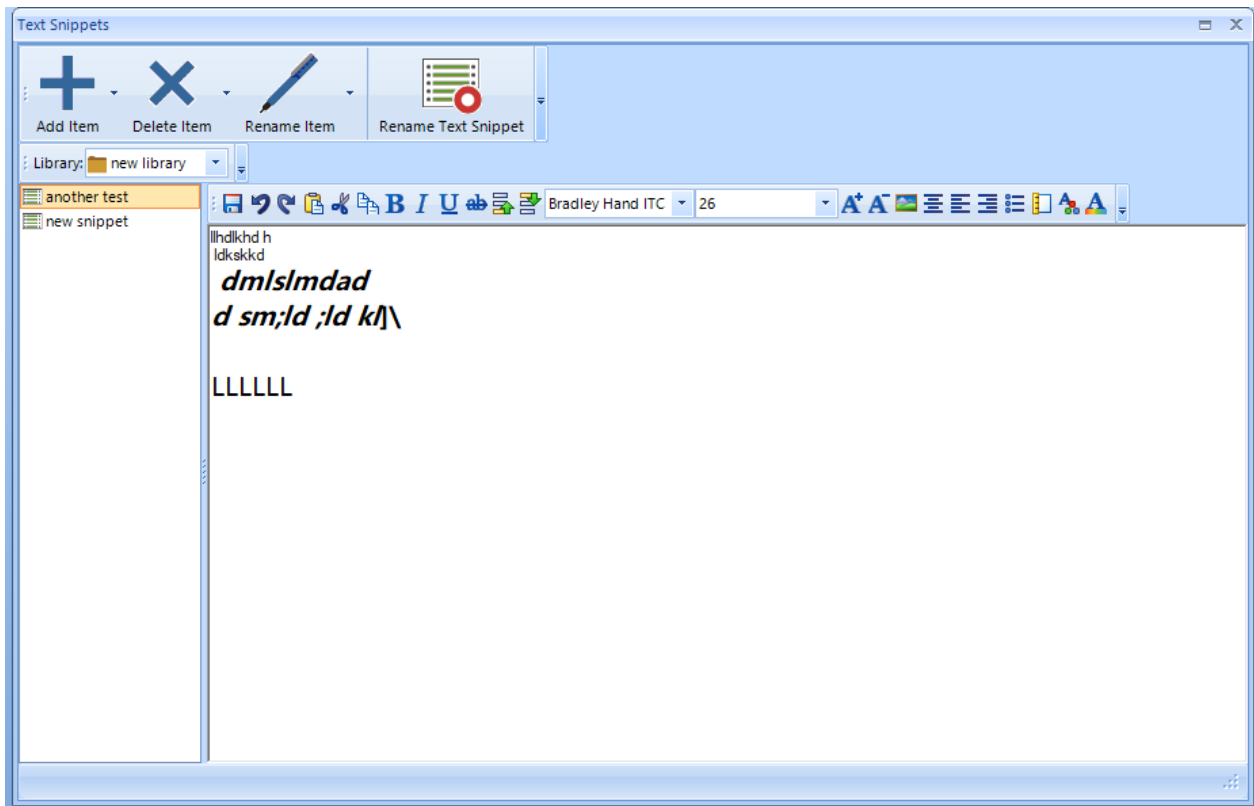 Text Snippets
Add Item
Delete Item
Rename Item
Rename Text Snippet
Library: new library
another test
new snippet
B I U ab Bradley Hand ITC 26 A+ A- A A
llhdlkhd h
ldkskkd
dmlslmdad
d sm;ld ;ld kl]\
LLLLLL